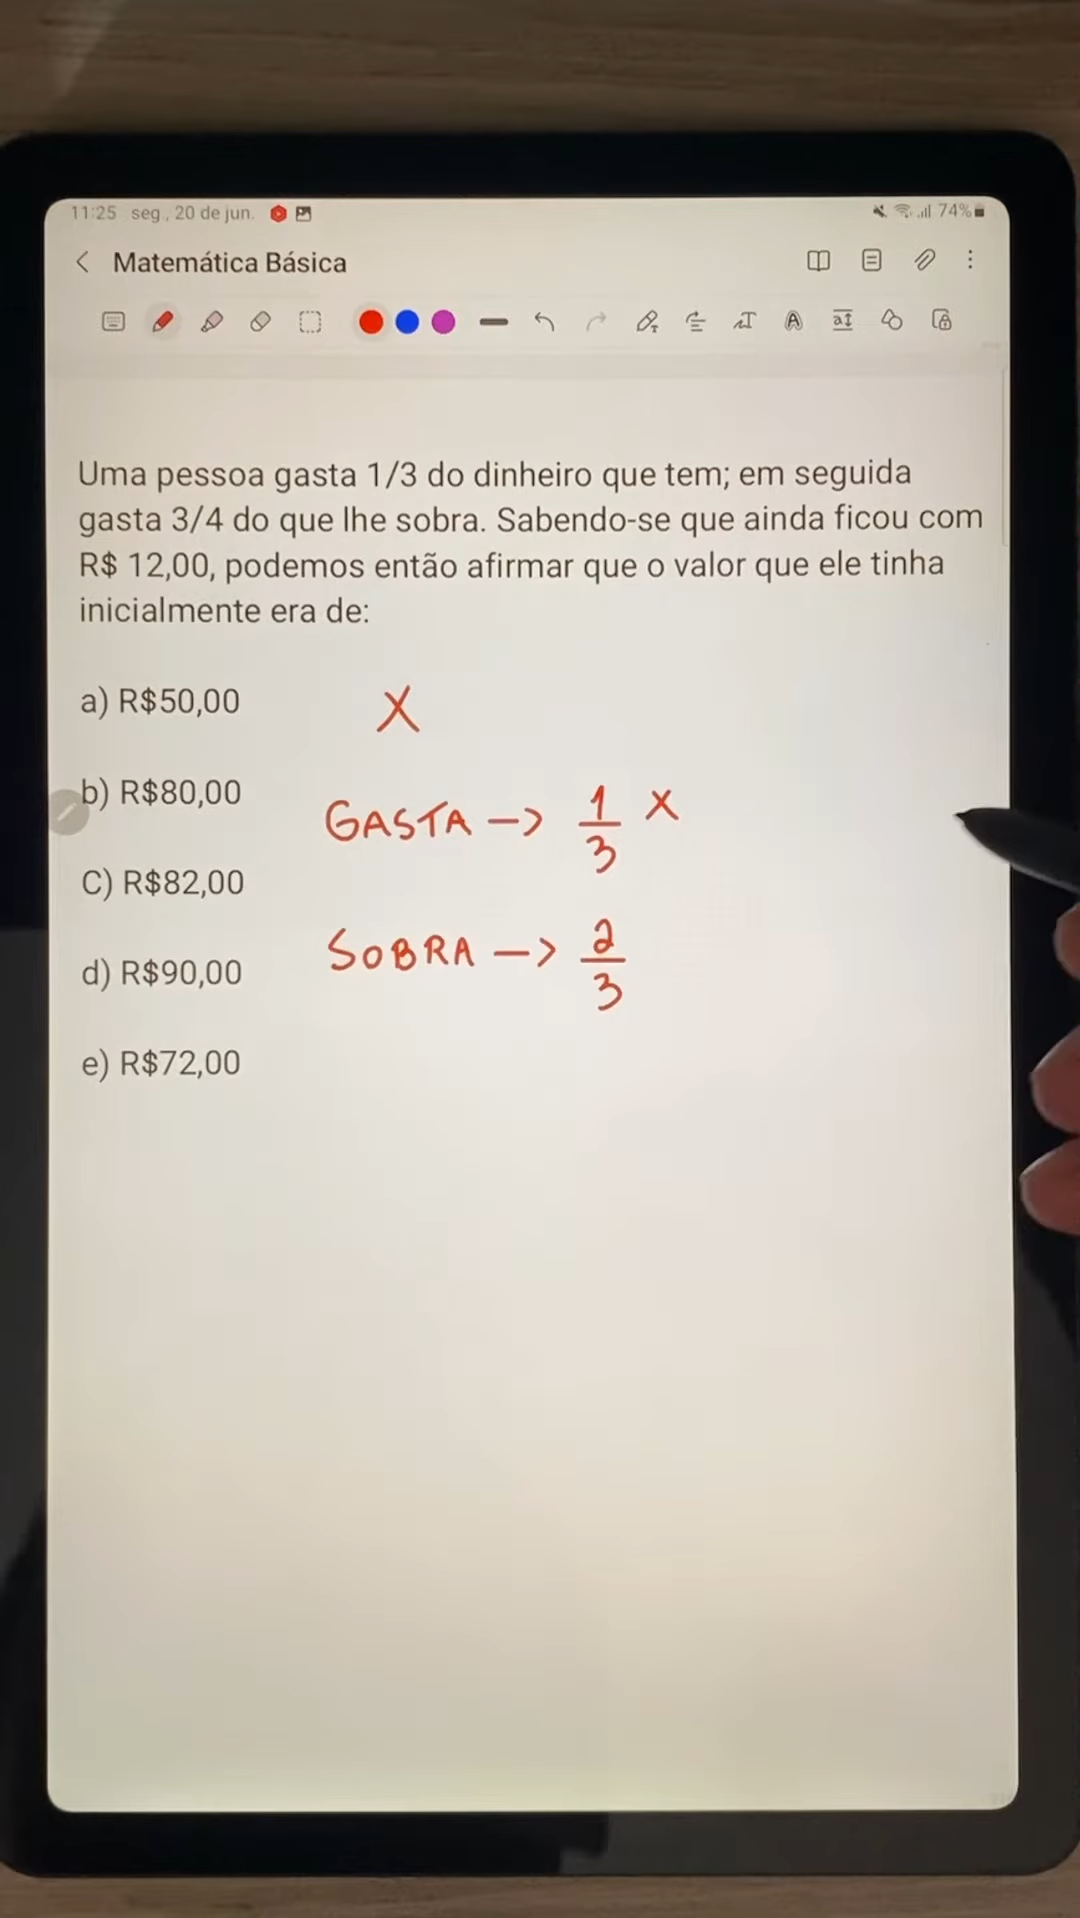 11:25 seg., 20 de jun.
74%
Matemática Básica
Uma pessoa gasta 1/3 do dinheiro que tem; em seguida
gasta 3/4 do que lhe sobra. Sabendo-se que ainda ficou com
R$ 12,00, podemos então afirmar que o valor que ele tinha
inicialmente era de:
a) R$50,00
X
b) R$80,00
GASTA -> 1/3 X
C) R$82,00
SOBRA -> 2/3
d) R$90,00
e) R$72,00